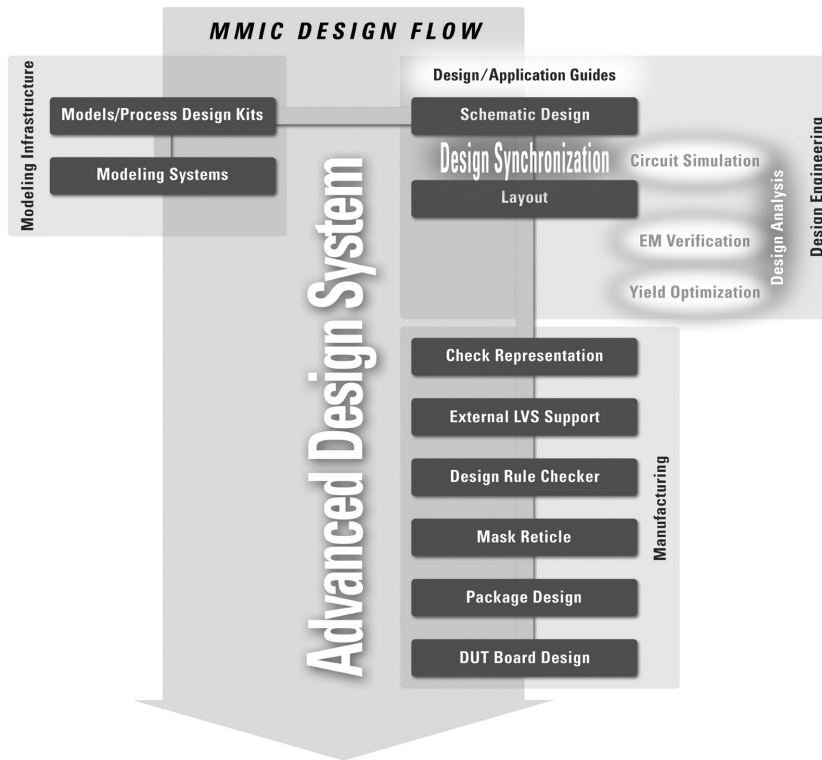 MMIC DESIGN FLOW
Modeling Infrastructure
Models/Process Design Kits
Modeling Systems
Advanced Design System
Design/Application Guides
Schematic Design
Design Synchronization
Layout
Circuit Simulation
EM Verification
Yield Optimization
Design Analysis
Design Engineering
Check Representation
External LVS Support
Design Rule Checker
Mask Reticle
Package Design
DUT Board Design
Manufacturing